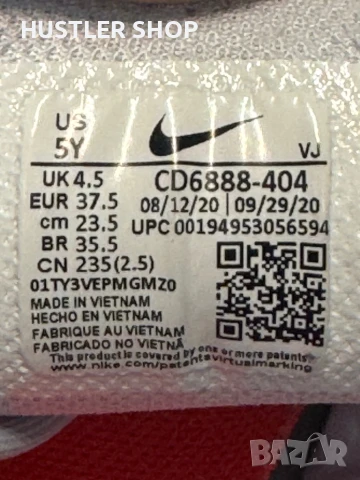 HUSTLER SHOP
US
5Y
VJ
UK 4.5
EUR 37.5
cm 23.5
BR 35.5
CN 235(2.5)
CD6888-404
08/12/20 | 09/29/20
UPC 00194953056594
01TY3VEPMGMZ0
MADE IN VIETNAM
HECHO EN VIETNAM
FABRIQUE AU VIETNAM
FABRICADO NO VIETNÃ
This product is covered by one or more patents
www.nike.com/patentsvirtualmarking
BAZAR